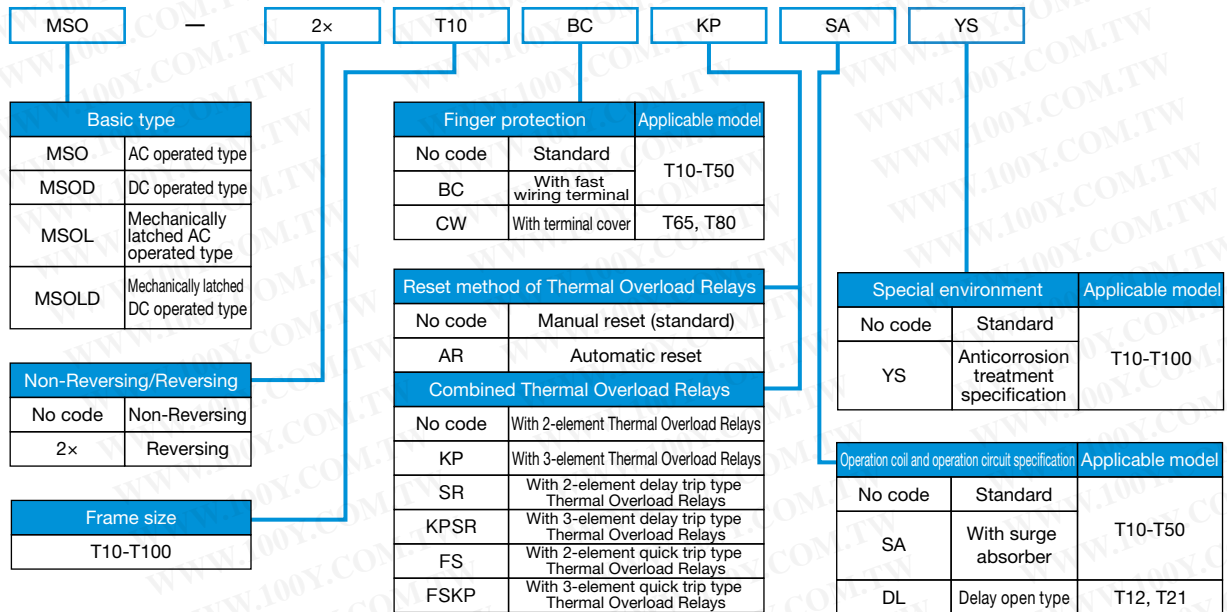 MSO — 2× T10 BC KP SA YS
Basic type
MSO AC operated type
MSOD DC operated type
MSOL Mechanically
latched AC
operated type
MSOLD Mechanically latched
DC operated type
Non-Reversing/Reversing
No code Non-Reversing
2× Reversing
Frame size
T10-T100
Finger protection Applicable model
No code Standard
T10-T50
BC With fast
wiring terminal
CW With terminal cover T65, T80
Reset method of Thermal Overload Relays
No code Manual reset (standard)
AR Automatic reset
Combined Thermal Overload Relays
No code With 2-element Thermal Overload Relays
KP With 3-element Thermal Overload Relays
SR With 2-element delay trip type
Thermal Overload Relays
KPSR With 3-element delay trip type
Thermal Overload Relays
FS With 2-element quick trip type
Thermal Overload Relays
FSKP With 3-element quick trip type
Thermal Overload Relays
Special environment Applicable model
No code Standard
T10-T100
YS Anticorrosion
treatment
specification
Operation coil and operation circuit specification Applicable model
No code Standard
T10-T50
SA With surge
absorber
DL Delay open type T12, T21
WWW.100Y.COM.TW